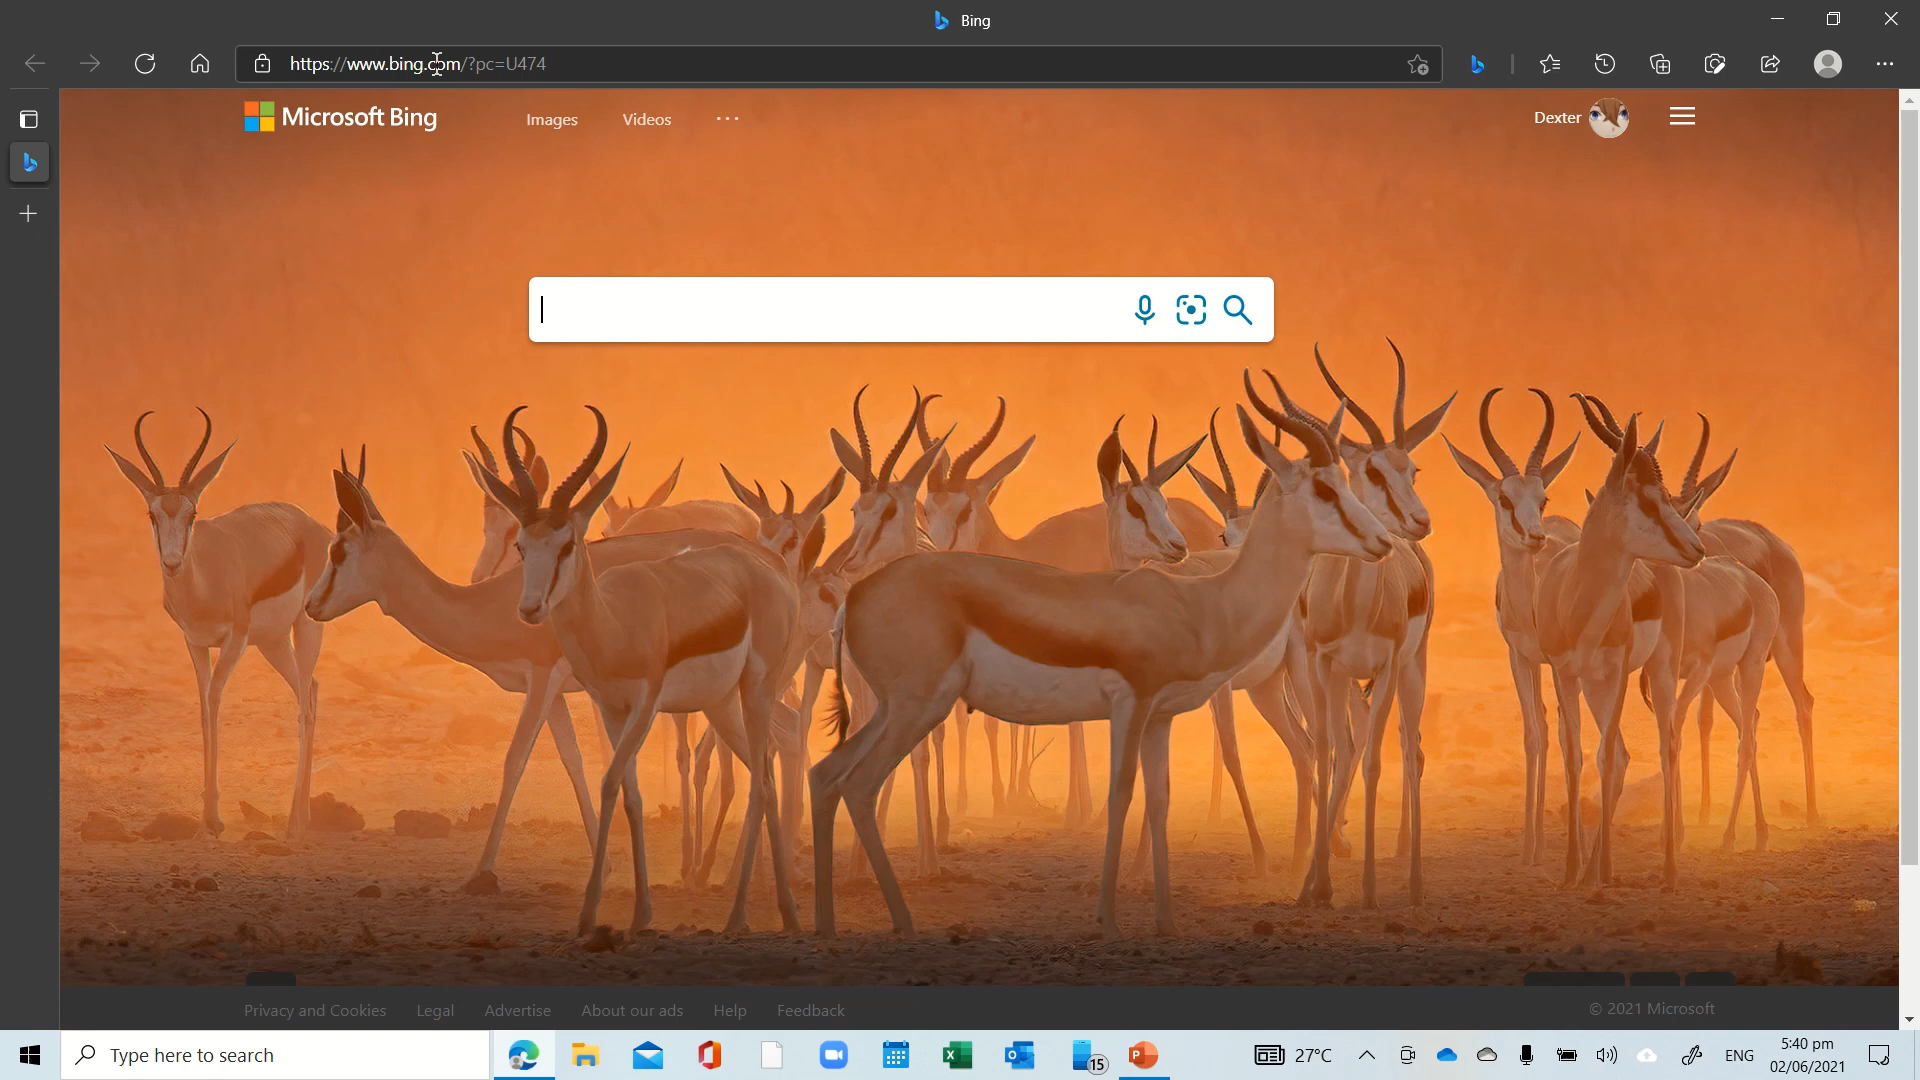 Bing
https://www.bing.com/?pc=U474
Microsoft Bing
Images
Videos
Dexter
Privacy and Cookies
Legal
Advertise
About our ads
Help
Feedback
© 2021 Microsoft
Type here to search
15
27°C
ENG
5:40 pm
02/06/2021